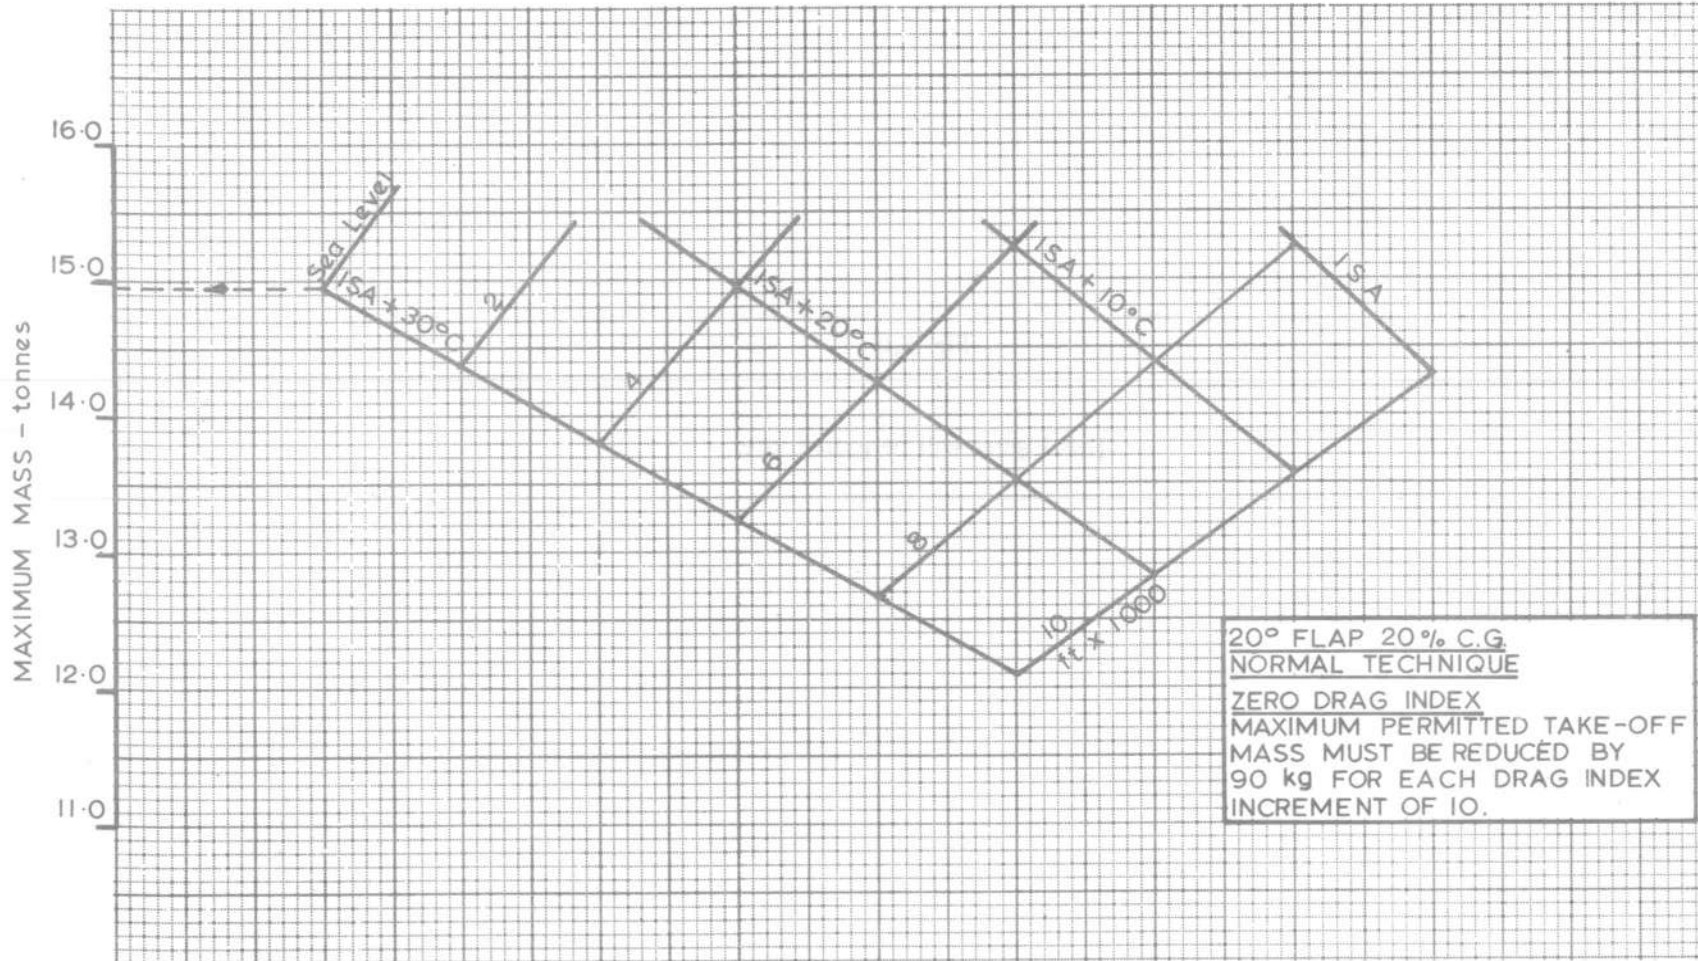 MAXIMUM MASS – tonnes
16·0
15·0
14·0
13·0
12·0
11·0
Sea Level
2
4
6
8
10
ft x 1000
ISA + 30°C
ISA + 20°C
ISA + 10°C
ISA
20° FLAP 20% C.G.
NORMAL TECHNIQUE
ZERO DRAG INDEX
MAXIMUM PERMITTED TAKE-OFF
MASS MUST BE REDUCED BY
90 kg FOR EACH DRAG INDEX
INCREMENT OF 10.